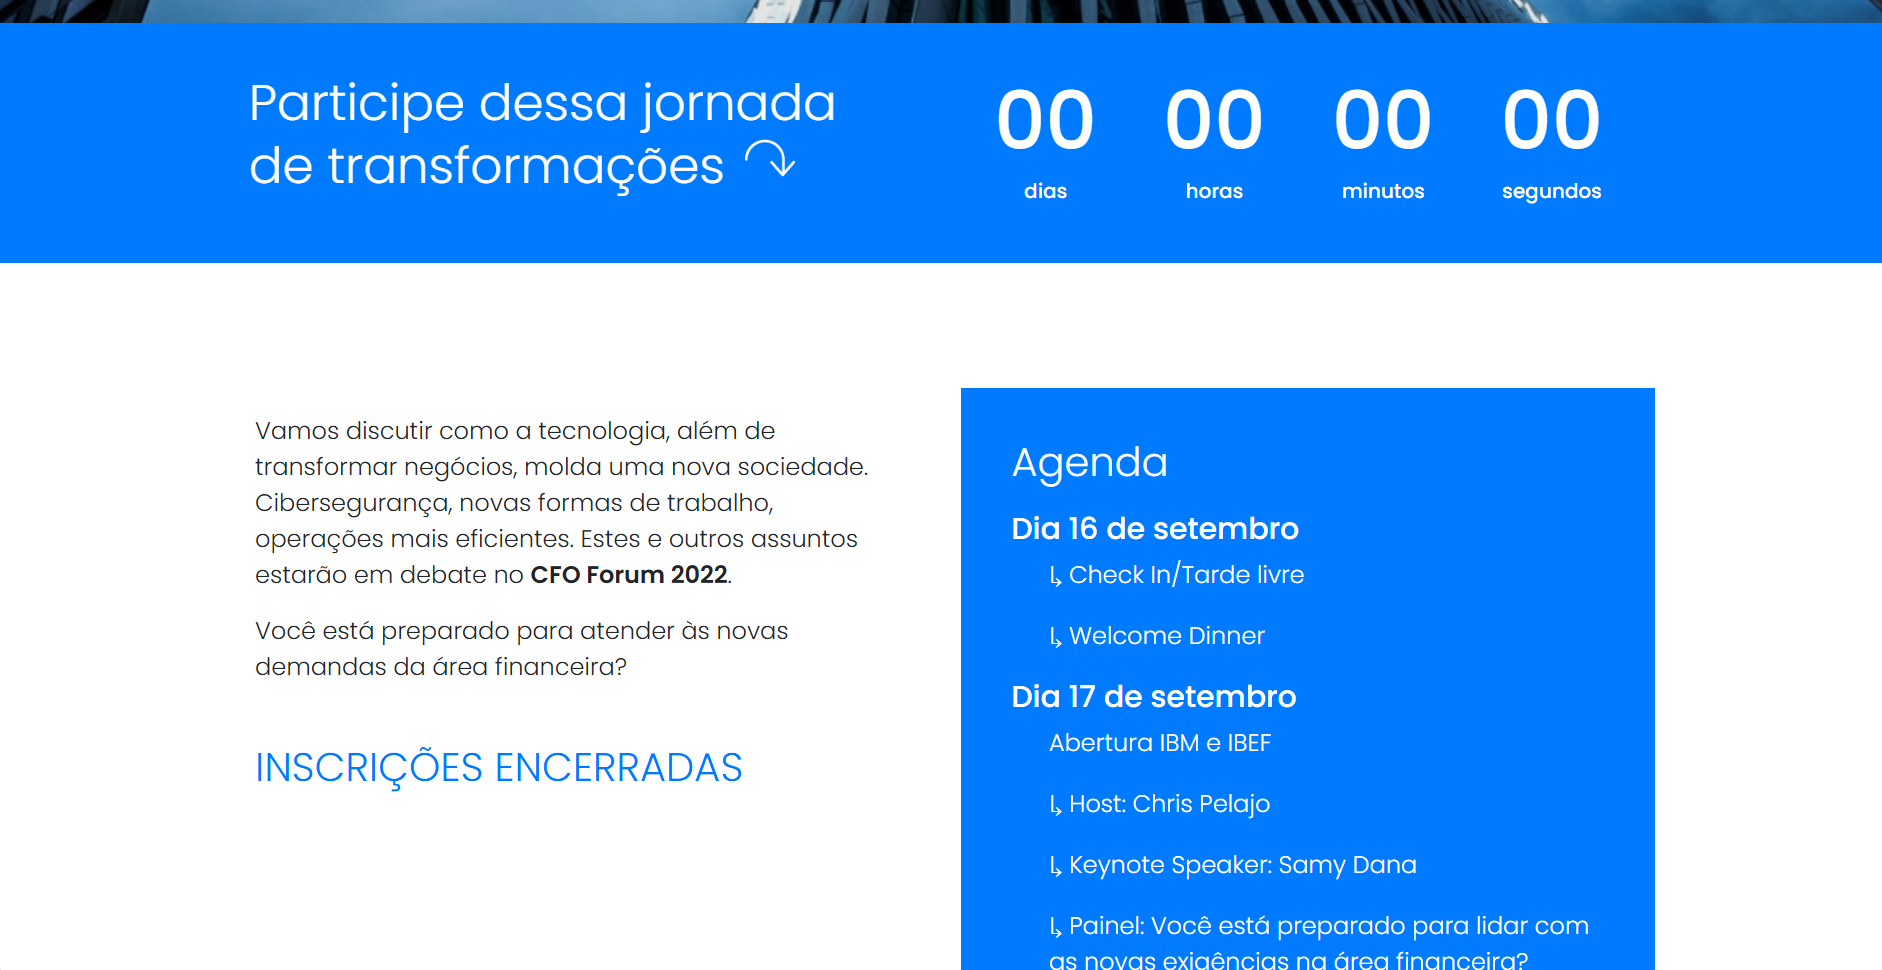 Participe dessa jornada
de transformações
00 00 00 00
dias horas minutos segundos
Vamos discutir como a tecnologia, além de
transformar negócios, molda uma nova sociedade.
Cibersegurança, novas formas de trabalho,
operações mais eficientes. Estes e outros assuntos
estarão em debate no CFO Forum 2022.
Você está preparado para atender às novas
demandas da área financeira?
INSCRIÇÕES ENCERRADAS
Agenda
Dia 16 de setembro
↳ Check In/Tarde livre
↳ Welcome Dinner
Dia 17 de setembro
Abertura IBM e IBEF
↳ Host: Chris Pelajo
↳ Keynote Speaker: Samy Dana
↳ Painel: Você está preparado para lidar com
as novas exigências na área financeira?